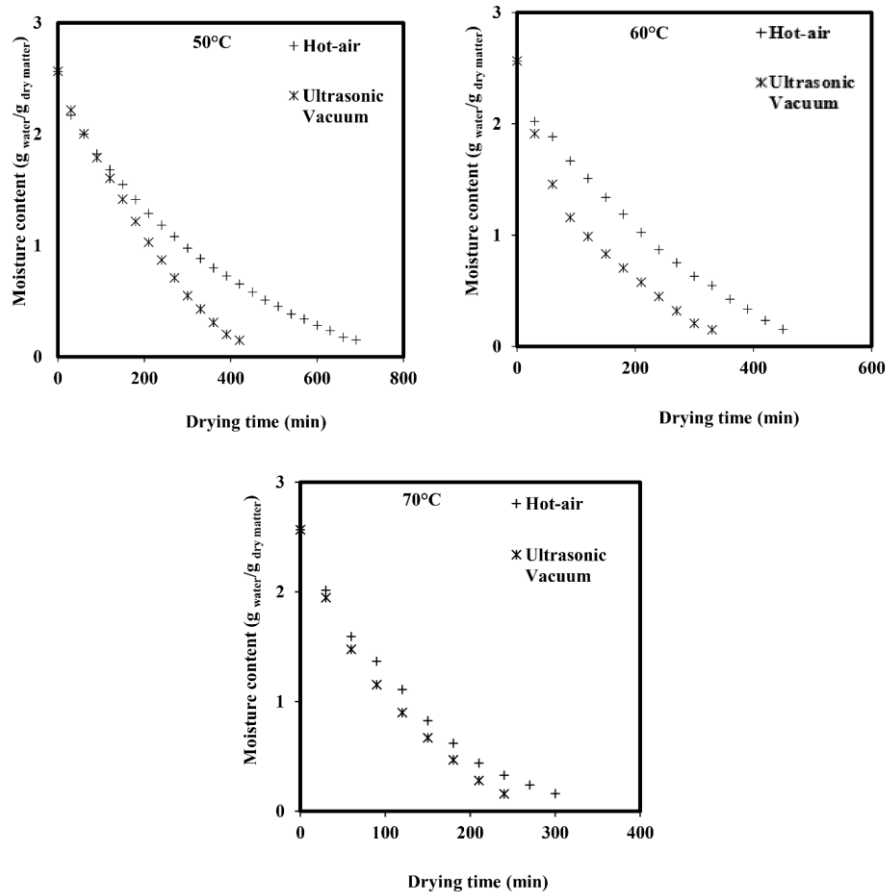 50°C
Hot-air
Ultrasonic
Vacuum
Moisture content (g water/g dry matter)
3
2
1
0
0 200 400 600 800
Drying time (min)
60°C
Hot-air
Ultrasonic
Vacuum
Moisture content (g water/g dry matter)
3
2
1
0
0 200 400 600
Drying time (min)
70°C
Hot-air
Ultrasonic
Vacuum
Moisture content (g water/g dry matter)
3
2
1
0
0 100 200 300 400
Drying time (min)